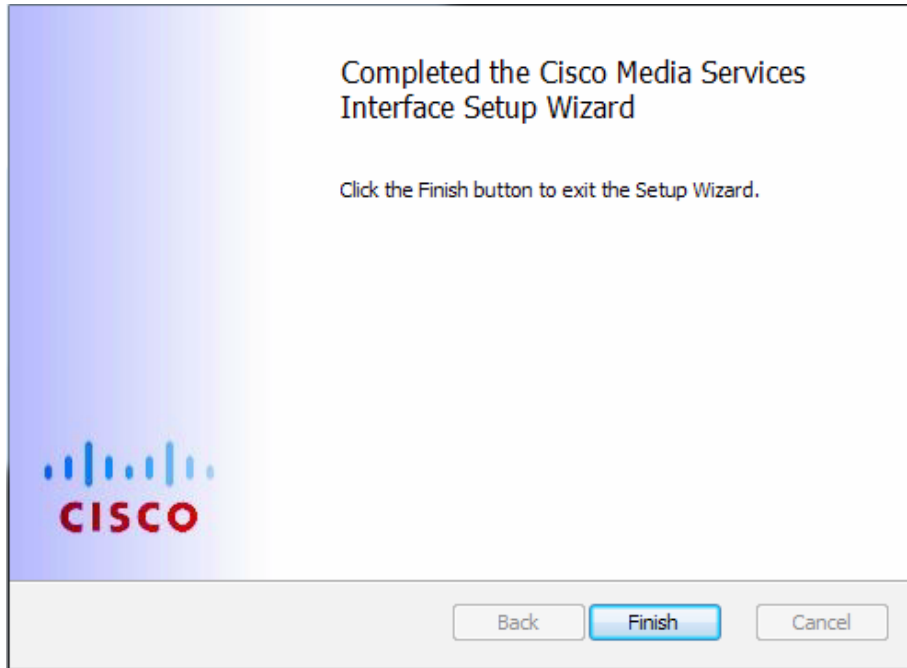 Completed the Cisco Media Services
Interface Setup Wizard
Click the Finish button to exit the Setup Wizard.
CISCO
Back
Finish
Cancel